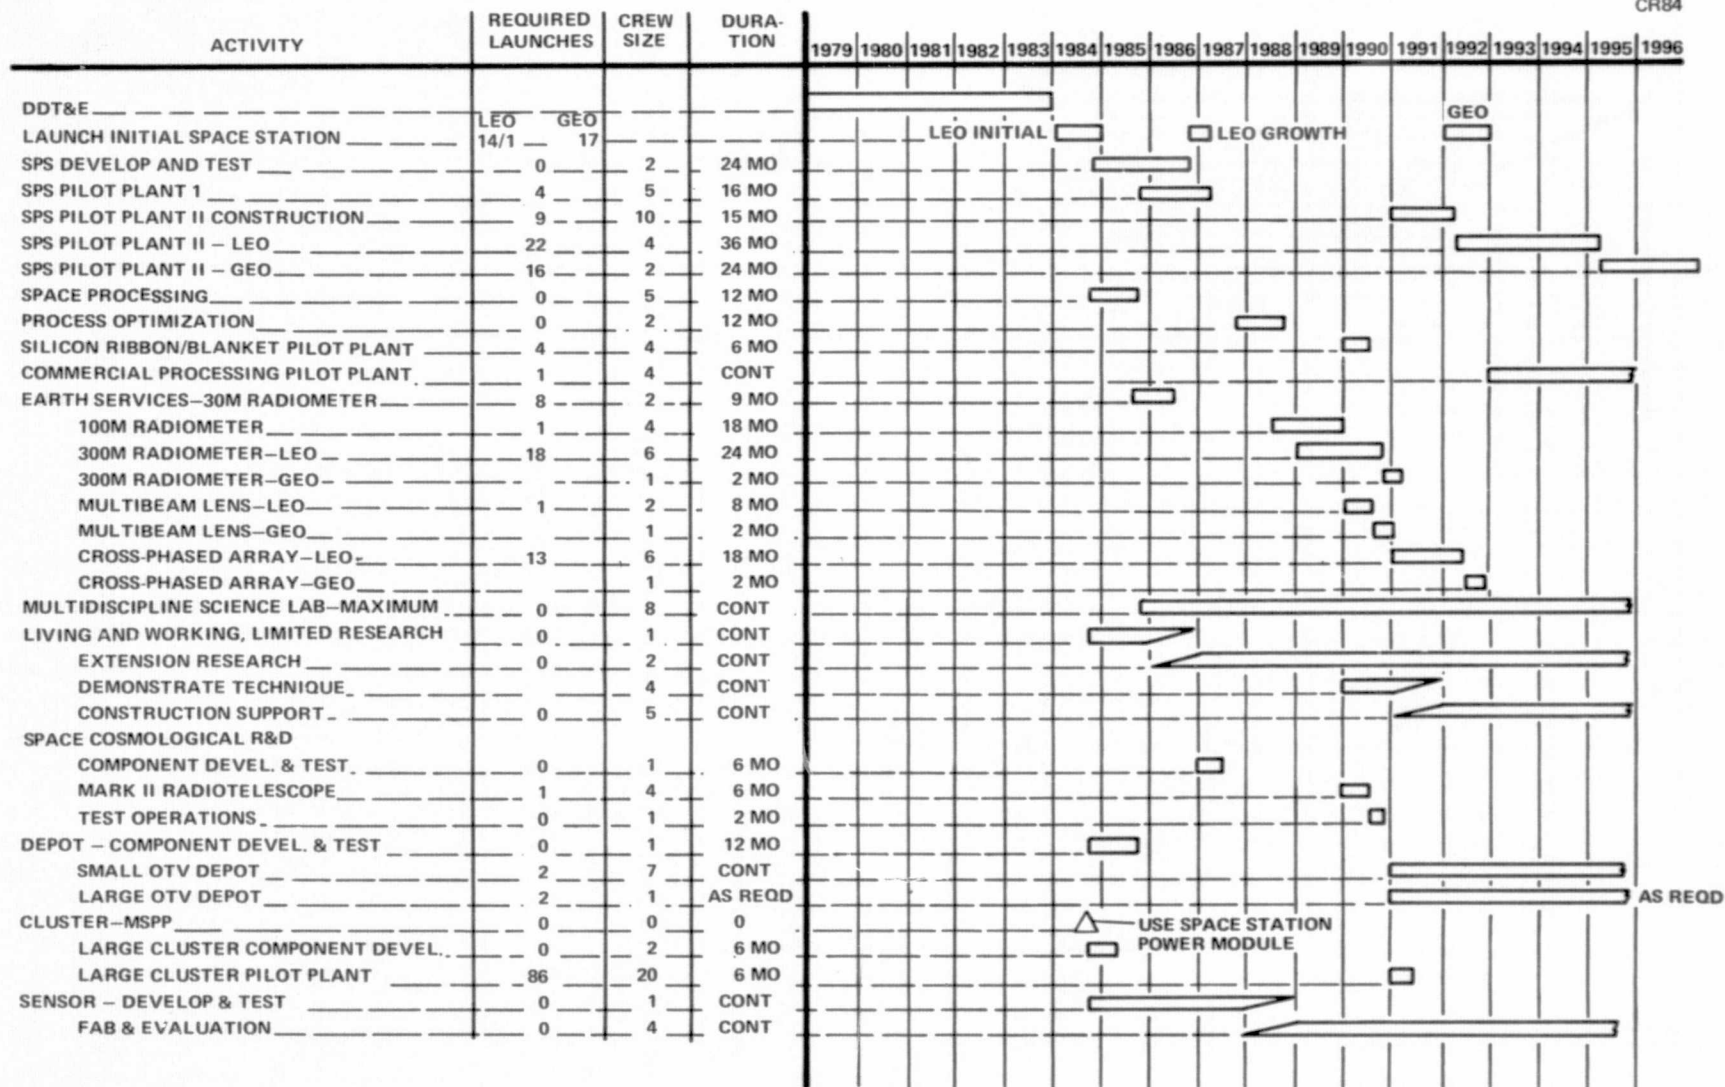 CR84
ACTIVITY REQUIRED LAUNCHES CREW SIZE DURA-TION 1979 1980 1981 1982 1983 1984 1985 1986 1987 1988 1989 1990 1991 1992 1993 1994 1995 1996
DDT&E
LEO GEO
GEO
LAUNCH INITIAL SPACE STATION 14/1 17 LEO INITIAL LEO GROWTH
SPS DEVELOP AND TEST 0 2 24 MO
SPS PILOT PLANT 1 4 5 16 MO
SPS PILOT PLANT II CONSTRUCTION 9 10 15 MO
SPS PILOT PLANT II – LEO 22 4 36 MO
SPS PILOT PLANT II – GEO 16 2 24 MO
SPACE PROCESSING 0 5 12 MO
PROCESS OPTIMIZATION 0 2 12 MO
SILICON RIBBON/BLANKET PILOT PLANT 4 4 6 MO
COMMERCIAL PROCESSING PILOT PLANT 1 4 CONT
EARTH SERVICES–30M RADIOMETER 8 2 9 MO
100M RADIOMETER 1 4 18 MO
300M RADIOMETER–LEO 18 6 24 MO
300M RADIOMETER–GEO 1 2 MO
MULTIBEAM LENS–LEO 1 2 8 MO
MULTIBEAM LENS–GEO 1 2 MO
CROSS-PHASED ARRAY–LEO 13 6 18 MO
CROSS-PHASED ARRAY–GEO 1 2 MO
MULTIDISCIPLINE SCIENCE LAB–MAXIMUM 0 8 CONT
LIVING AND WORKING, LIMITED RESEARCH 0 1 CONT
EXTENSION RESEARCH 0 2 CONT
DEMONSTRATE TECHNIQUE 4 CONT
CONSTRUCTION SUPPORT 0 5 CONT
SPACE COSMOLOGICAL R&D
COMPONENT DEVEL. & TEST 0 1 6 MO
MARK II RADIOTELESCOPE 1 4 6 MO
TEST OPERATIONS 0 1 2 MO
DEPOT – COMPONENT DEVEL. & TEST 0 1 12 MO
SMALL OTV DEPOT 2 7 CONT
LARGE OTV DEPOT 2 1 AS REQD AS REQD
CLUSTER–MSPP 0 0 0 USE SPACE STATION
LARGE CLUSTER COMPONENT DEVEL. 0 2 6 MO POWER MODULE
LARGE CLUSTER PILOT PLANT 86 20 6 MO
SENSOR – DEVELOP & TEST 0 1 CONT
FAB & EVALUATION 0 4 CONT